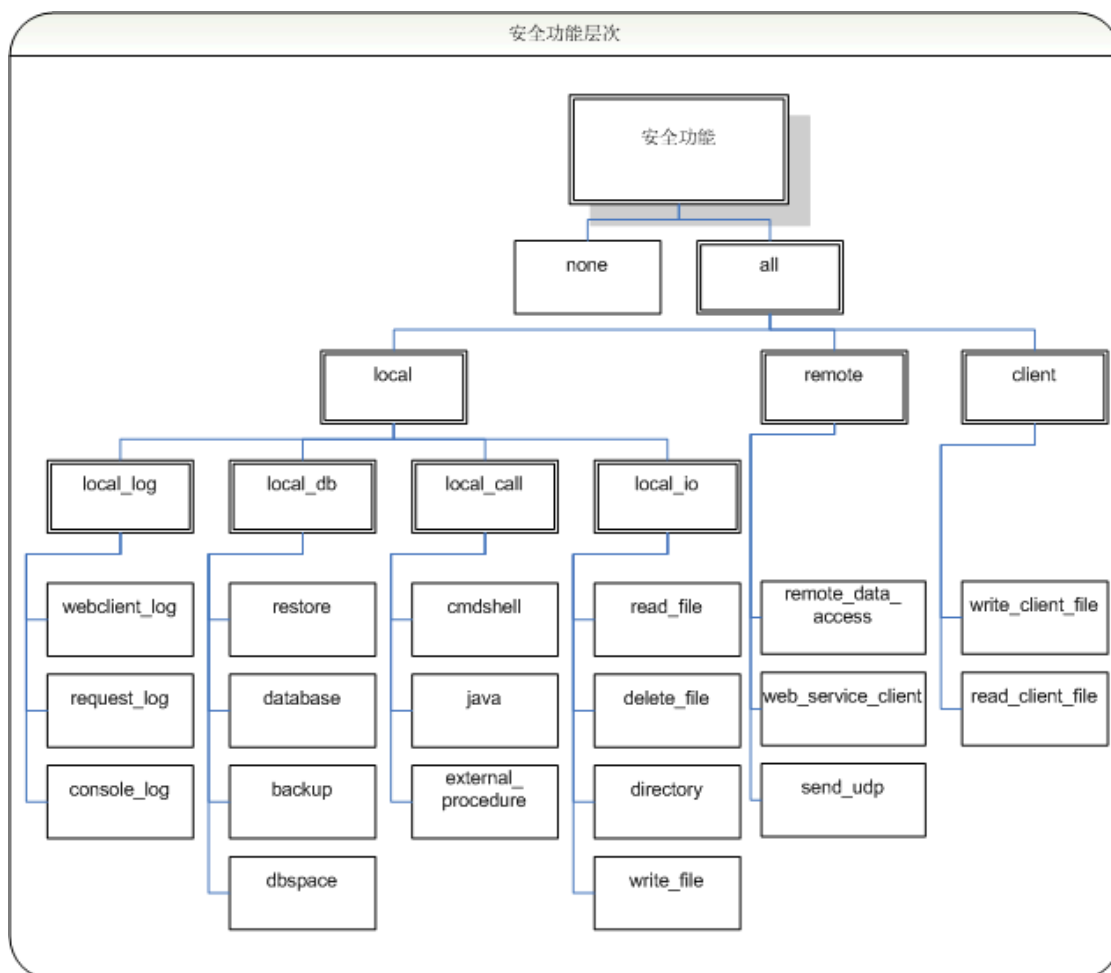 安全功能层次
安全功能
none
all
local
remote
client
local_log
local_db
local_call
local_io
webclient_log
restore
cmdshell
read_file
remote_data_
access
write_client_file
request_log
database
java
delete_file
web_service_client
read_client_file
console_log
backup
external_
procedure
directory
send_udp
dbspace
write_file